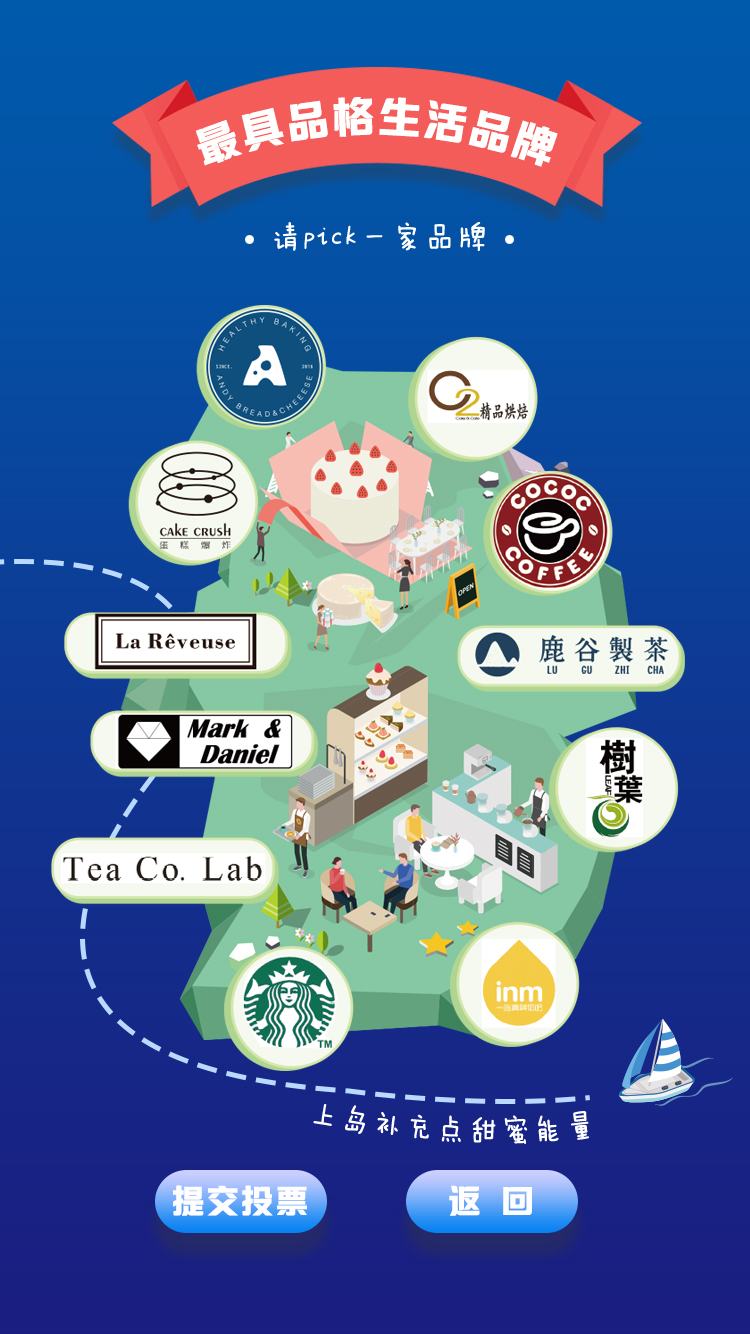 最具品格生活品牌
• 请pick一家品牌 •
HEALTHY BAKING
SINCE. 2016
A
ANDY BREAD&CHEEESE
C2 精品烘焙
Cake & Cafe
CAKE CRUSH
蛋糕爆炸
COCOC
COFFEE
OPEN
La Rêveuse
鹿谷製茶
LU GU ZHI CHA
Mark &
Daniel
樹葉
LEAF
Tea Co. Lab
TM
inm
上岛补充点甜蜜能量
提交投票
返回